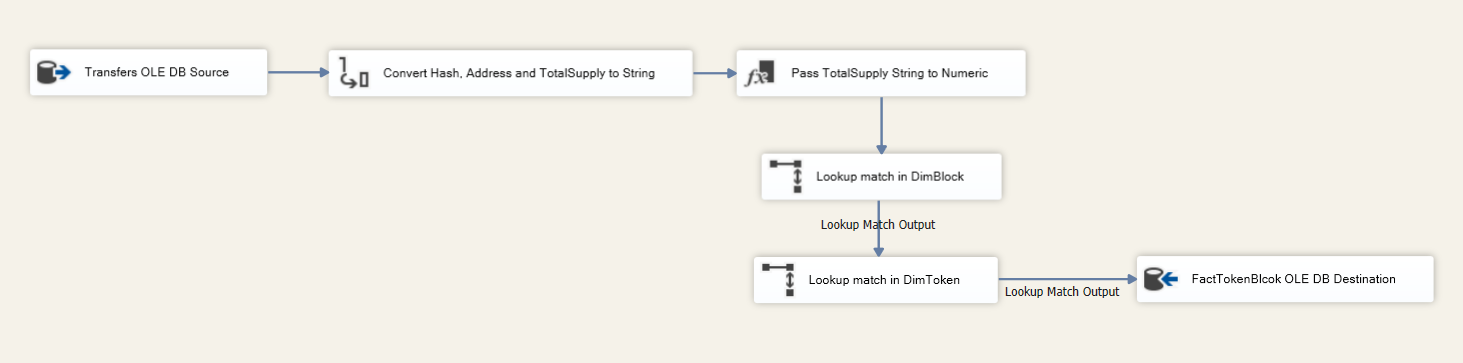 Transfers OLE DB Source
Convert Hash, Address and TotalSupply to String
Pass TotalSupply String to Numeric
Lookup match in DimBlock
Lookup Match Output
Lookup match in DimToken
Lookup Match Output
FactTokenBlcok OLE DB Destination